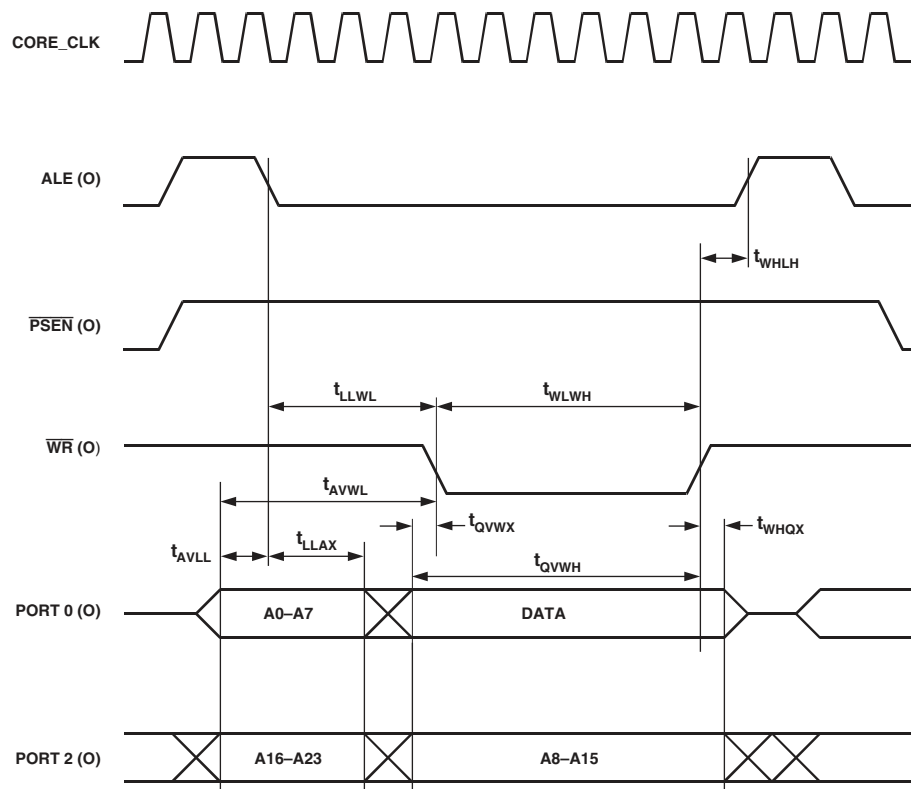 CORE_CLK
ALE (O)
tWHLH
PSEN (O)
tLLWL
tWLWH
WR (O)
tAVWL
tQVWX
tWHQX
tAVLL
tLLAX
tQVWH
PORT 0 (O)
A0–A7
DATA
PORT 2 (O)
A16–A23
A8–A15